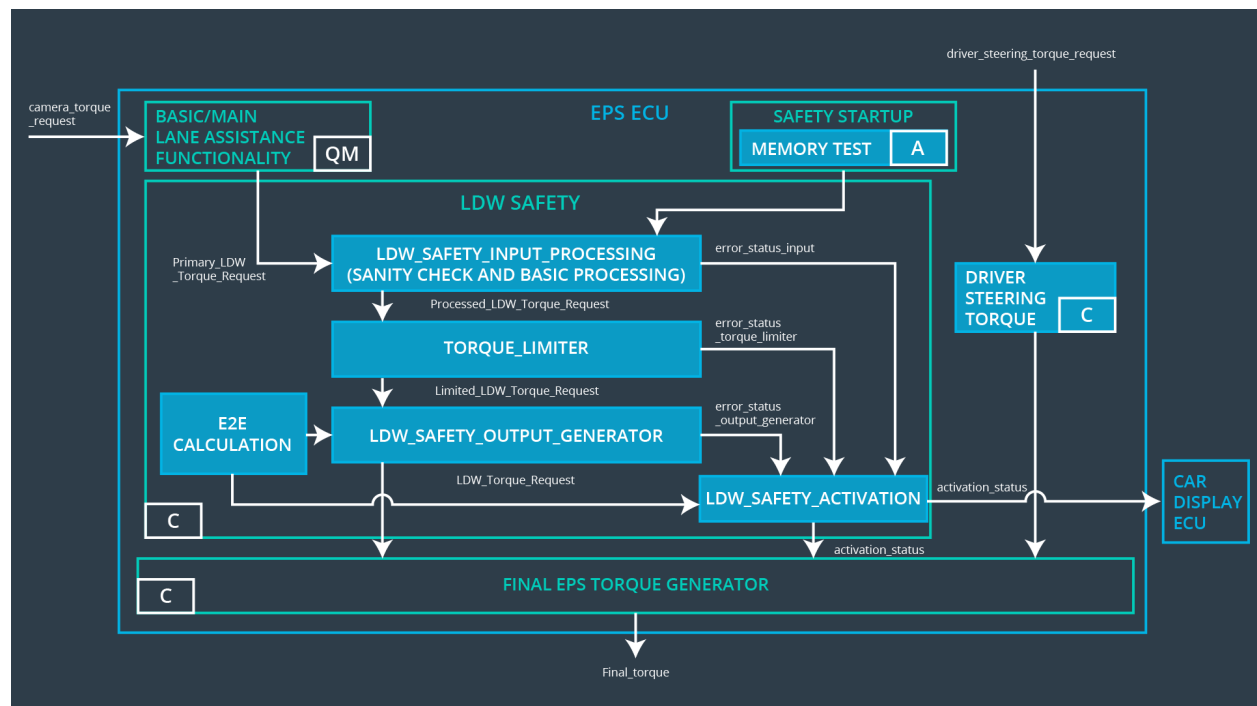 driver_steering_torque_request
camera_torque
_request
BASIC/MAIN
LANE ASSISTANCE
FUNCTIONALITY
QM
EPS ECU
SAFETY STARTUP
MEMORY TEST
A
LDW SAFETY
Primary_LDW
_Torque_Request
LDW_SAFETY_INPUT_PROCESSING
(SANITY CHECK AND BASIC PROCESSING)
error_status_input
DRIVER
STEERING
TORQUE
C
Processed_LDW_Torque_Request
TORQUE_LIMITER
error_status
_torque_limiter
Limited_LDW_Torque_Request
E2E
CALCULATION
LDW_SAFETY_OUTPUT_GENERATOR
error_status
_output_generator
LDW_Torque_Request
LDW_SAFETY_ACTIVATION
activation_status
CAR
DISPLAY
ECU
C
activation_status
FINAL EPS TORQUE GENERATOR
C
Final_torque